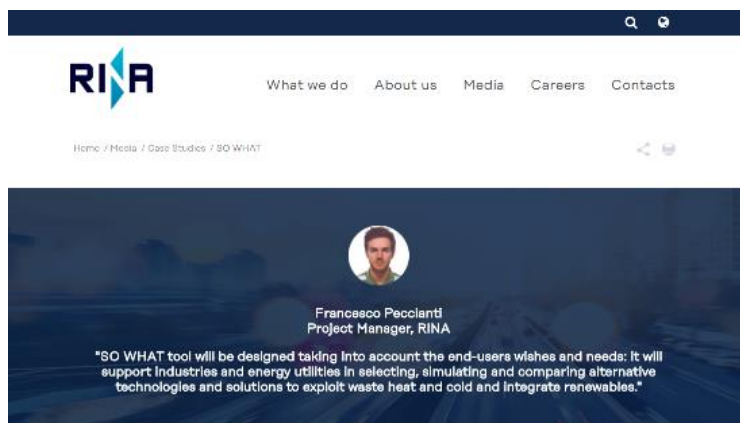 RINA
What we do About us Media Careers Contacts
Home / Media / Case Studies / SO WHAT
Francesco Peccianti
Project Manager, RINA
"SO WHAT tool will be designed taking into account the end-users wishes and needs: it will
support industries and energy utilities in selecting, simulating and comparing alternative
technologies and solutions to exploit waste heat and cold and integrate renewables."